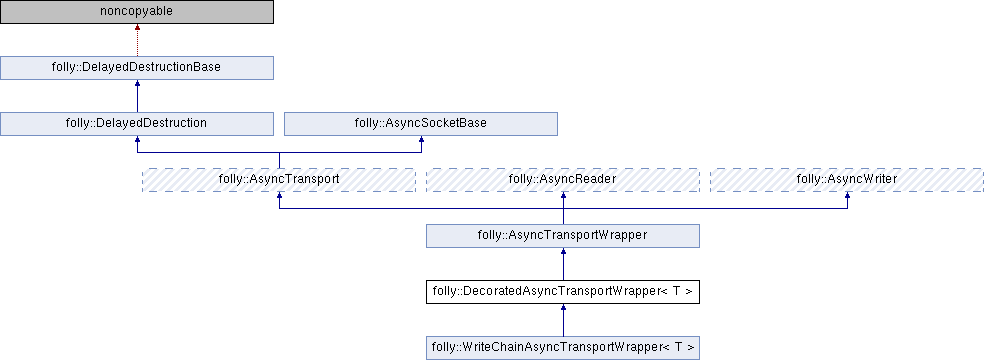 noncopyable
folly::DelayedDestructionBase
folly::DelayedDestruction
folly::AsyncSocketBase
folly::AsyncTransport
folly::AsyncReader
folly::AsyncWriter
folly::AsyncTransportWrapper
folly::DecoratedAsyncTransportWrapper< T >
folly::WriteChainAsyncTransportWrapper< T >